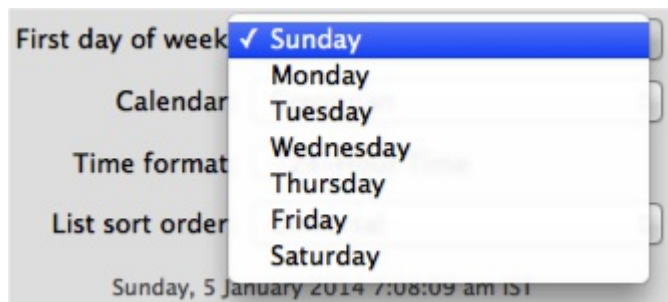 First day of week ✓ Sunday
Monday
Calendar
Tuesday
Wednesday
Time format
Thursday
List sort order Friday
Saturday
Sunday, 5 January 2014 7:08:09 am IST